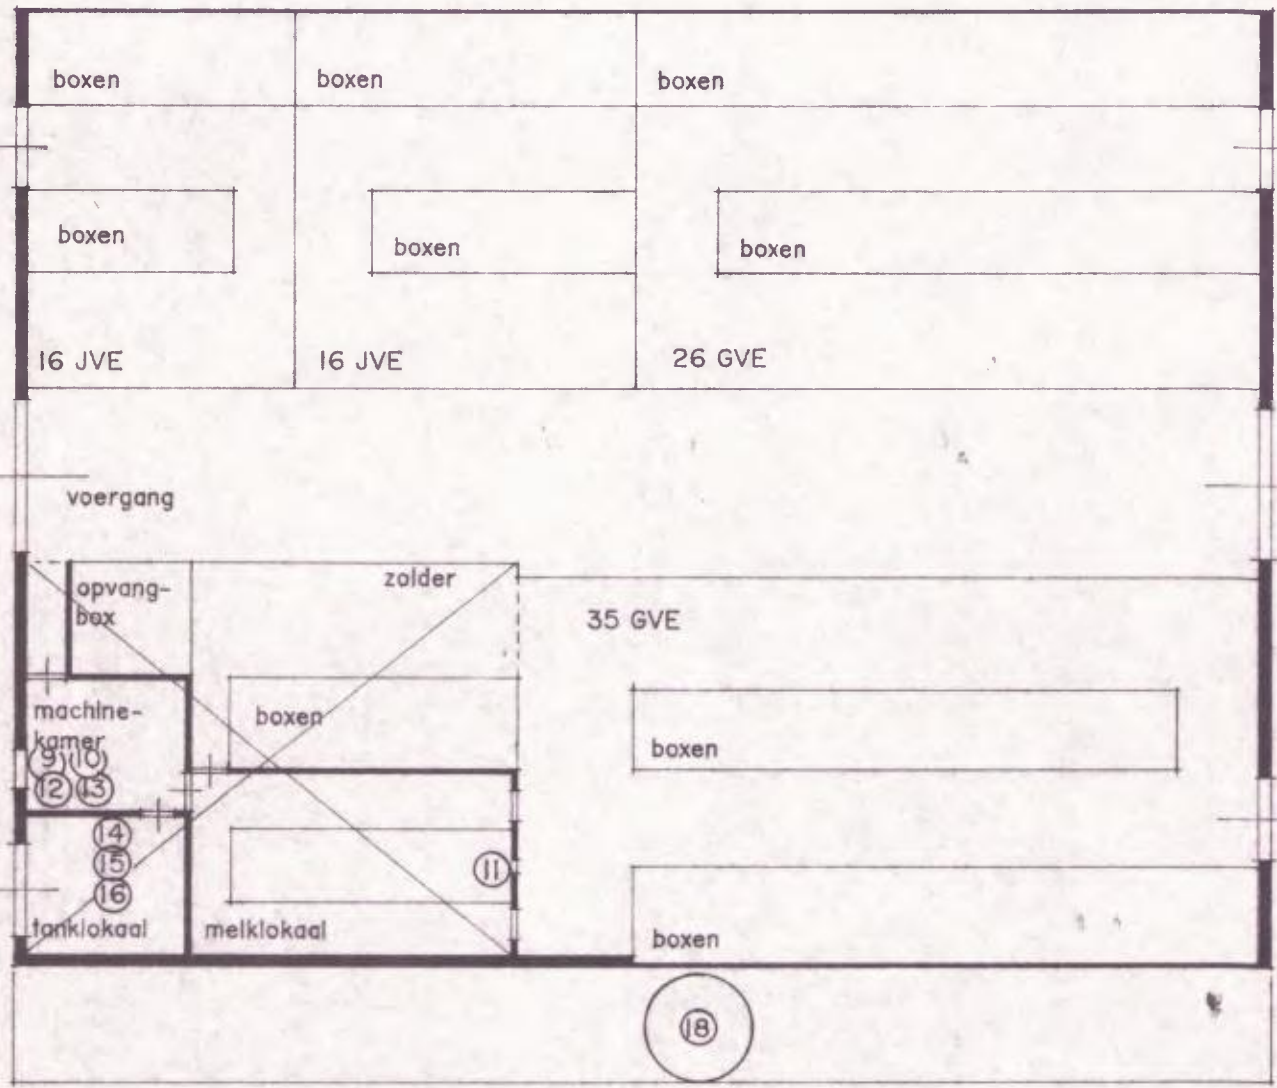 boxen
boxen
boxen
boxen
boxen
boxen
16 JVE
16 JVE
26 GVE
voergang
opvang-
box
zolder
35 GVE
machine-
kamer
boxen
boxen
9
10
12
13
14
15
16
11
tanklokaal
melklokaal
boxen
18